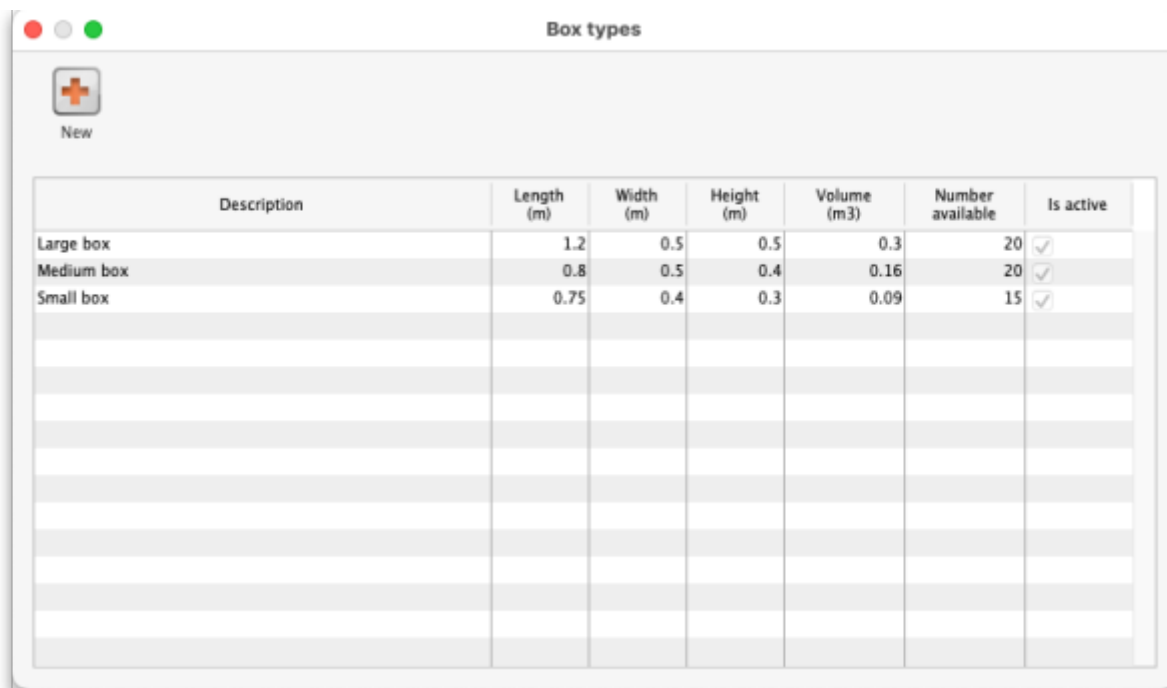 Box types
New
Description Length (m) Width (m) Height (m) Volume (m3) Number available Is active
Large box 1.2 0.5 0.5 0.3 20
Medium box 0.8 0.5 0.4 0.16 20
Small box 0.75 0.4 0.3 0.09 15